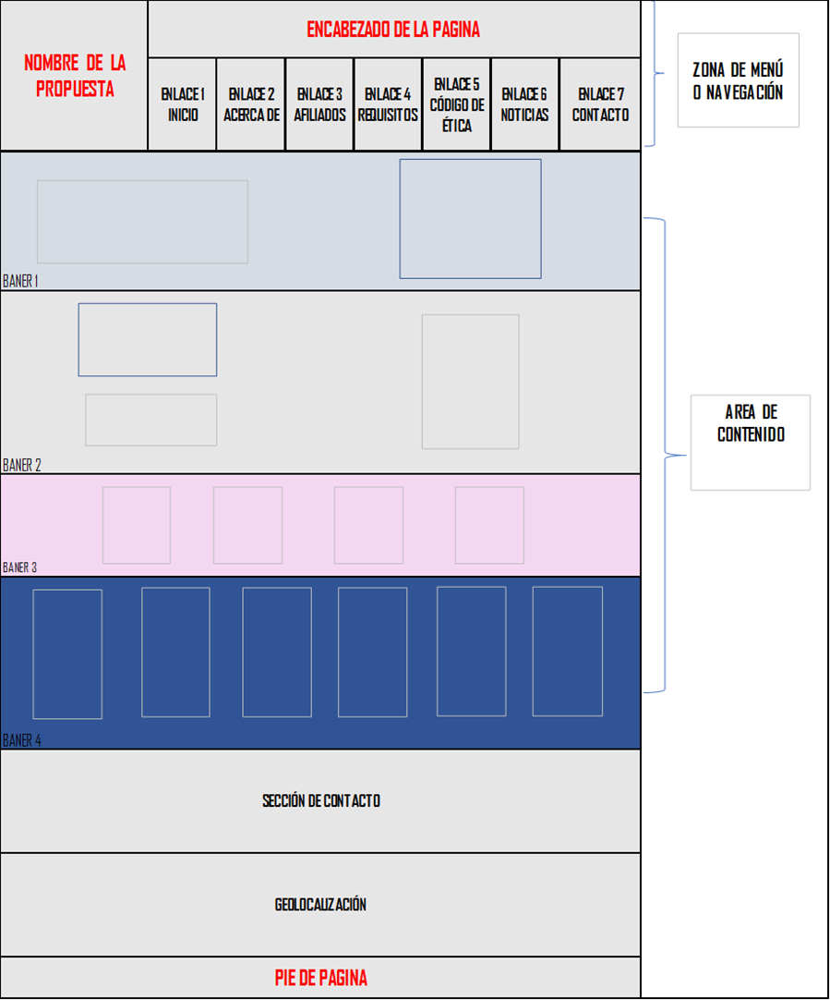 NOMBRE DE LA
PROPUESTA
ENCABEZADO DE LA PAGINA
ENLACE 1
INICIO
ENLACE 2
ACERCA DE
ENLACE 3
AFILIADOS
ENLACE 4
REQUISITOS
ENLACE 5
CÓDIGO DE
ÉTICA
ENLACE 6
NOTICIAS
ENLACE 7
CONTACTO
ZONA DE MENÚ
O NAVEGACIÓN
BANER 1
BANER 2
AREA DE
CONTENIDO
BANER 3
BANER 4
SECCIÓN DE CONTACTO
GEOLOCALIZACIÓN
PIE DE PAGINA